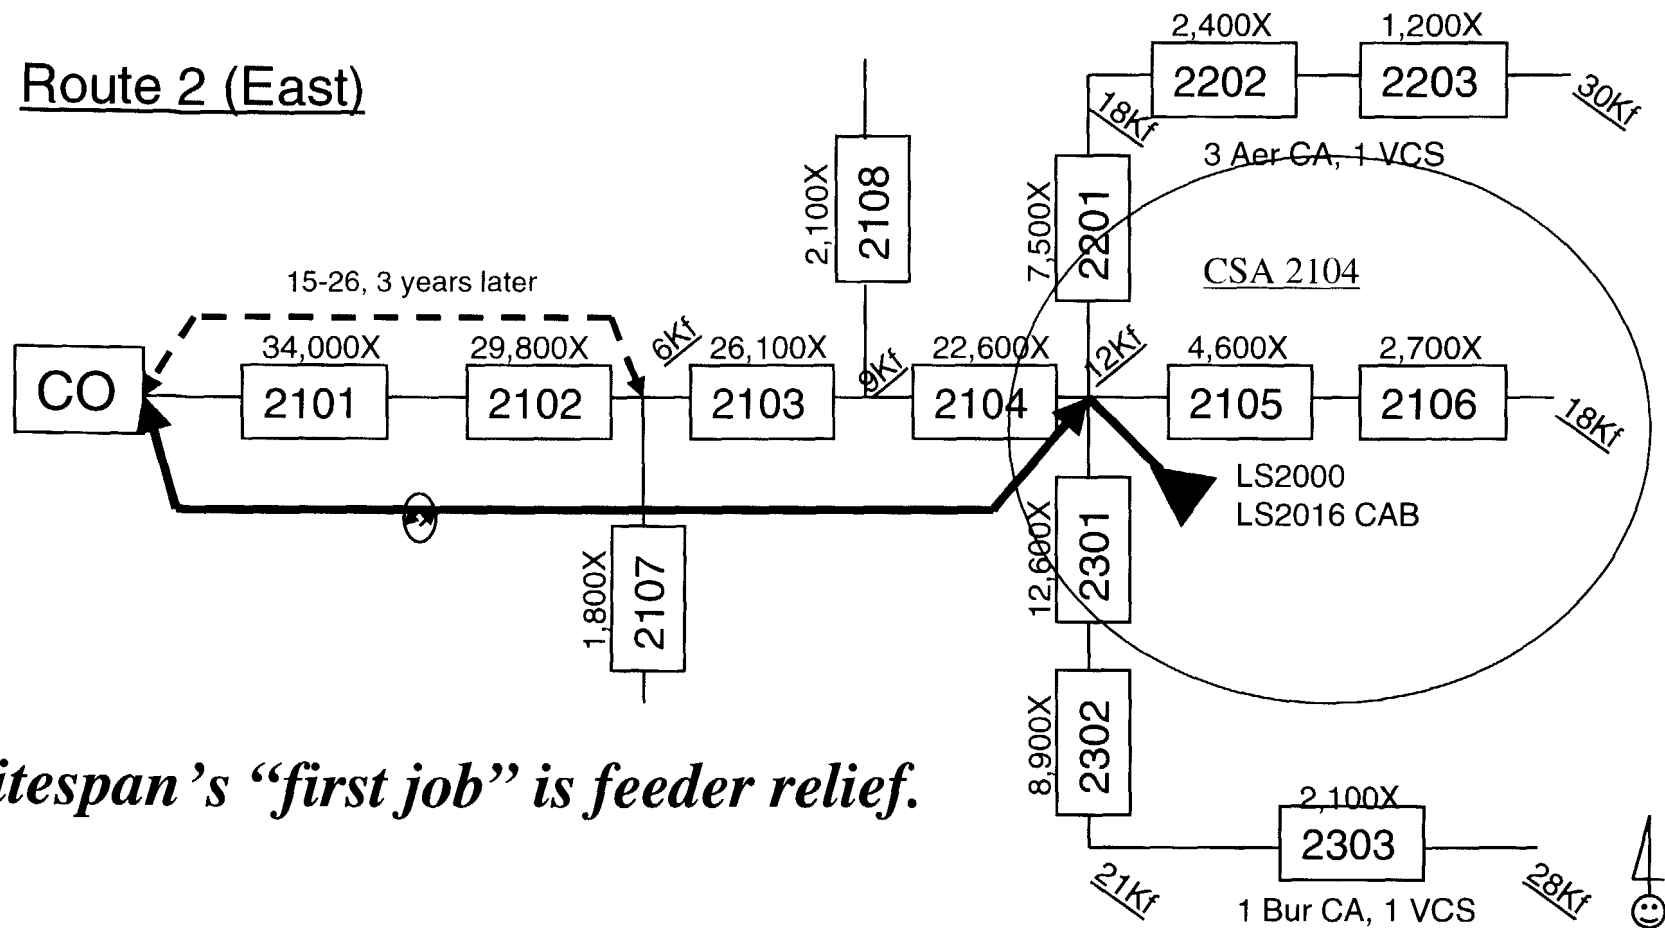 Route 2 (East)
2,400X
1,200X
2202
2203
30Kf
18Kf
3 Aer CA, 1 VCS
2,100X
2108
7,500X
2201
CSA 2104
15-26, 3 years later
CO
34,000X
2101
29,800X
2102
6Kf
26,100X
2103
9Kf
22,600X
2104
12Kf
4,600X
2105
2,700X
2106
18Kf
LS2000
LS2016 CAB
1,800X
2107
12,600X
2301
8,900X
2302
itespan's “first job” is feeder relief.
2,100X
2303
21Kf
28Kf
1 Bur CA, 1 VCS